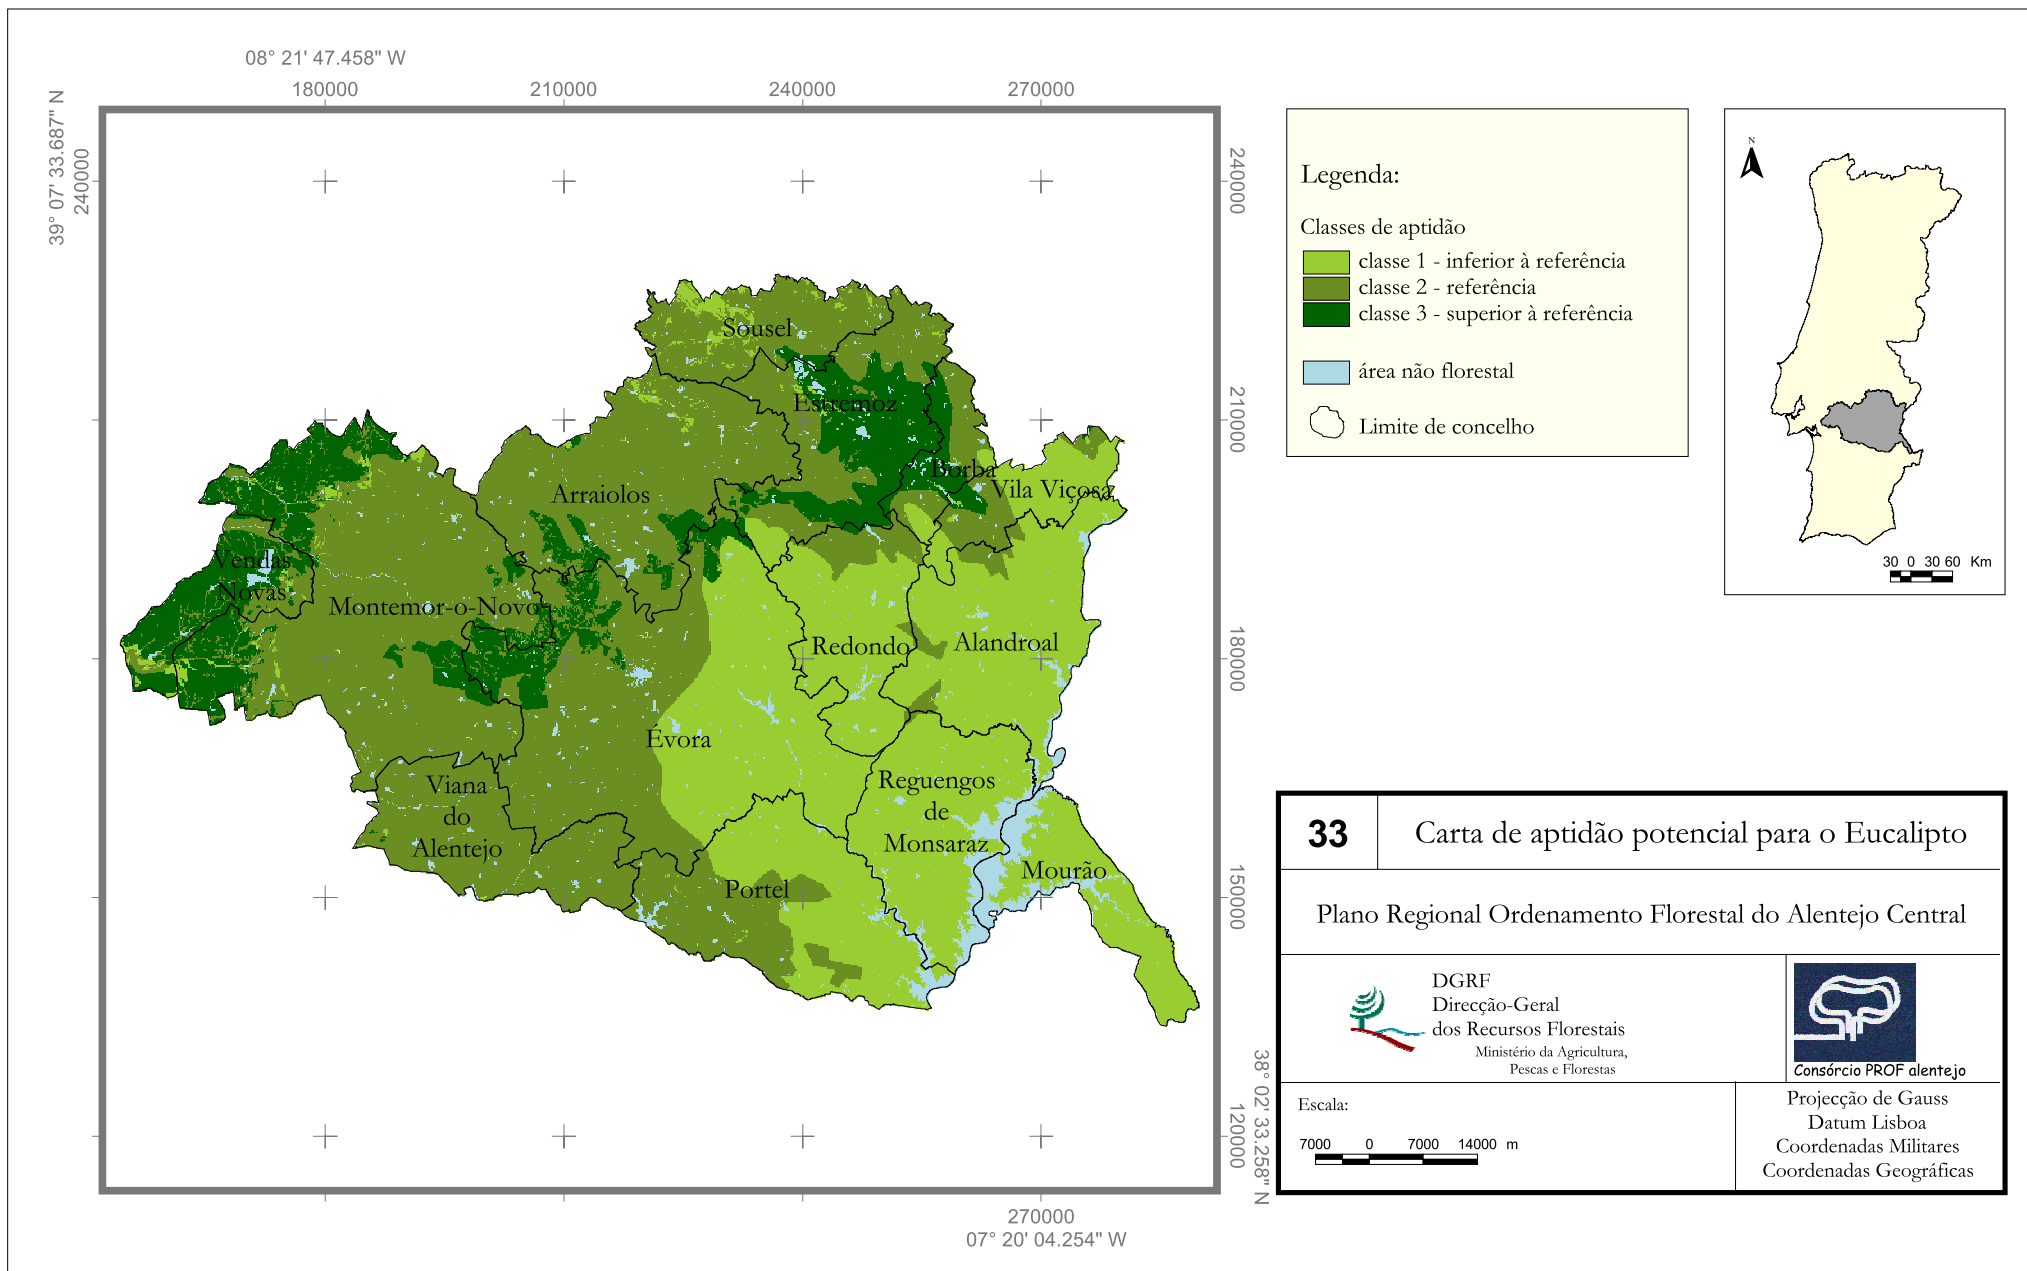 08° 21' 47.458" W
180000 210000 240000 270000
39° 07' 33.687" N
240000
240000
210000
180000
1500000
120000
38° 02' 33.258" N
270000
07° 20' 04.254" W
Sousel
Estremoz
Borba
Vila Viçosa
Arraiolos
Vendas
Novas
Montemor-o-Novo
Redondo
Alandroal
Évora
Viana
do
Alentejo
Reguengos
de
Monsaraz
Mourão
Portel
Legenda:
Classes de aptidão
classe 1 - inferior à referência
classe 2 - referência
classe 3 - superior à referência
área não florestal
Limite de concelho
N
30 0 30 60 Km
33 Carta de aptidão potencial para o Eucalipto
Plano Regional Ordenamento Florestal do Alentejo Central
DGRF
Direcção-Geral
dos Recursos Florestais
Ministério da Agricultura,
Pescas e Florestas
Consórcio PROF alentejo
Escala:
7000 0 7000 14000 m
Projecção de Gauss
Datum Lisboa
Coordenadas Militares
Coordenadas Geográficas